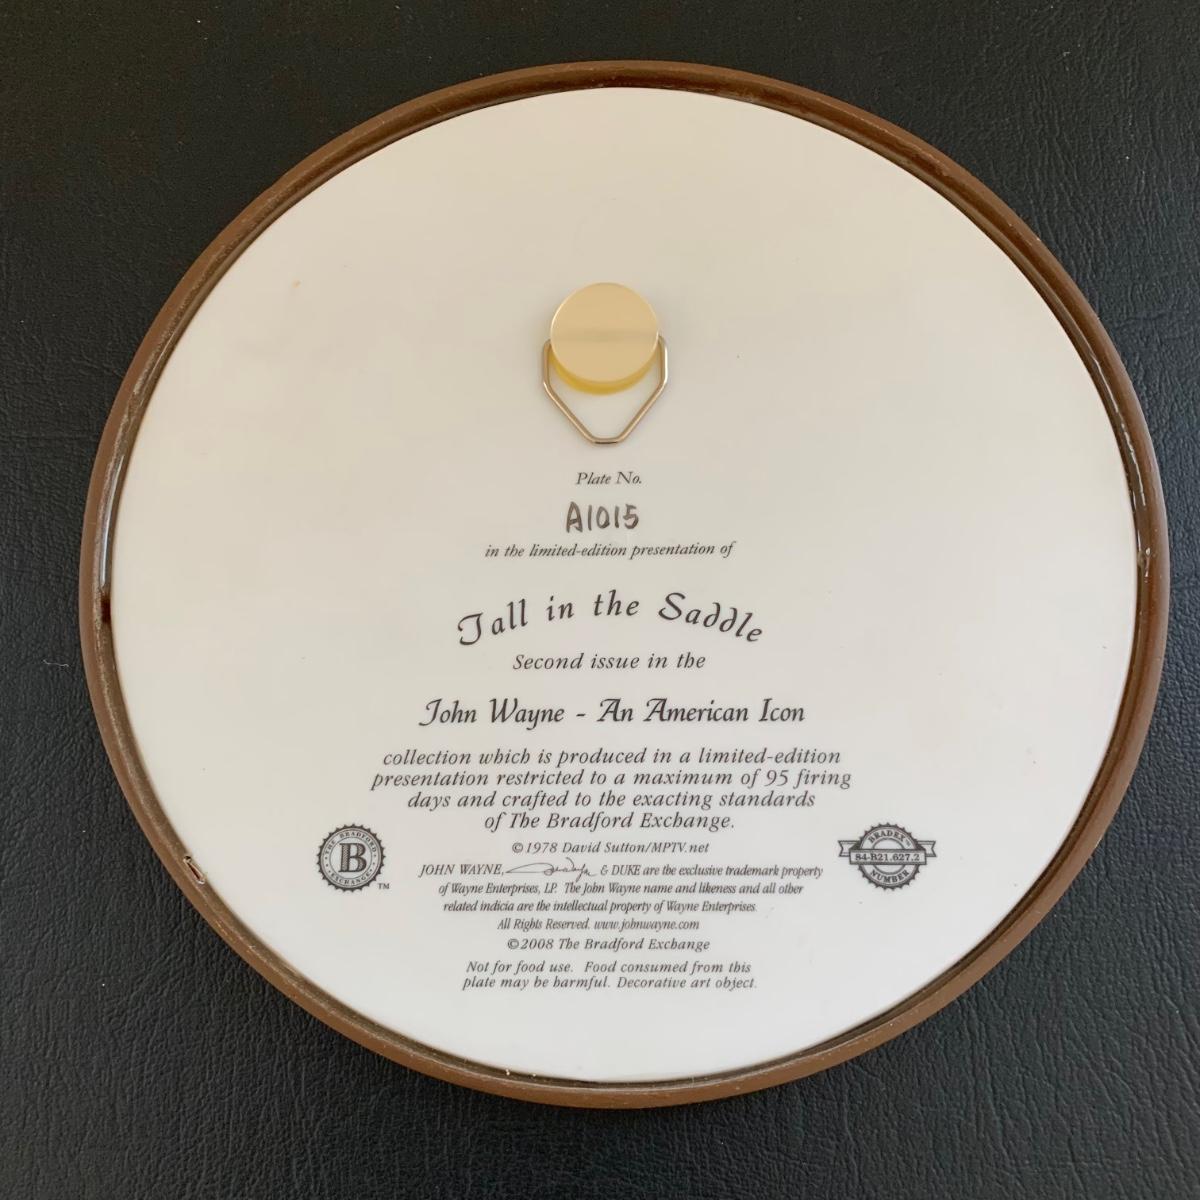 Plate No.
A1015
in the limited-edition presentation of
Tall in the Saddle
Second issue in the
John Wayne - An American Icon
collection which is produced in a limited-edition
presentation restricted to a maximum of 95 firing
days and crafted to the exacting standards
of The Bradford Exchange.
©1978 David Sutton/MPTV.net
JOHN WAYNE, & DUKE are the exclusive trademark property
of Wayne Enterprises, LP. The John Wayne name and likeness and all other
related indicia are the intellectual property of Wayne Enterprises.
All Rights Reserved. www.johnwayne.com
©2008 The Bradford Exchange
Not for food use. Food consumed from this
plate may be harmful. Decorative art object.
THE BRADFORD
B
EXCHANGE
TM
BRADEX
84-B21.627.2
NUMBER